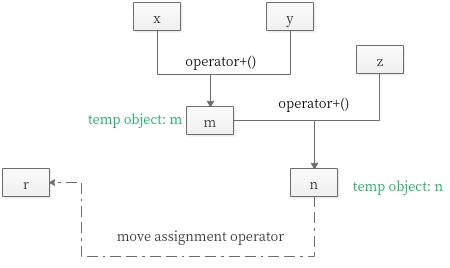 x
y
operator+()
z
operator+()
temp object: m
m
r
n
temp object: n
move assignment operator